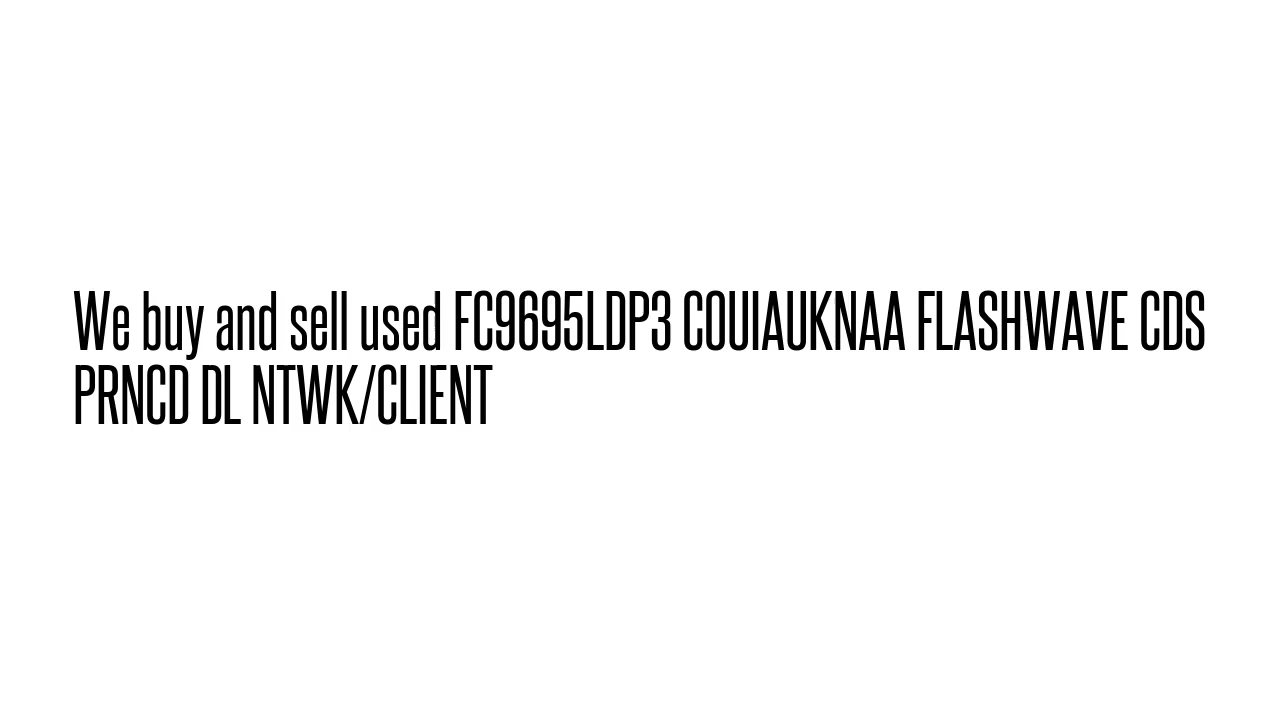 We buy and sell used FC9695LDP3 COUIAUKNAA FLASHWAVE CDS
PRNCD DL NTWK/CLIENT